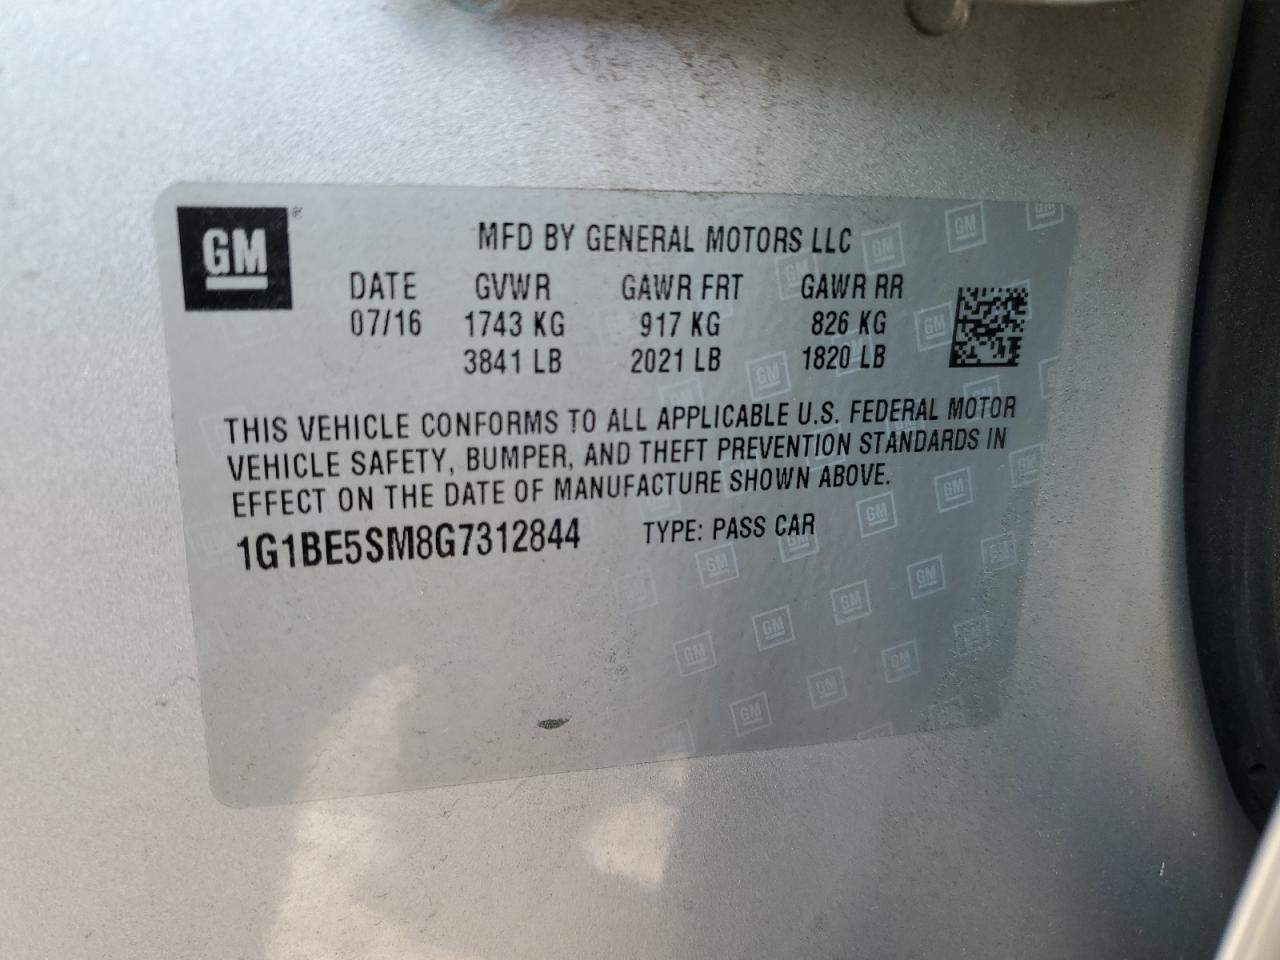 GM
MFD BY GENERAL MOTORS LLC
DATE GVWR GAWR FRT GAWR RR
07/16 1743 KG 917 KG 826 KG
3841 LB 2021 LB 1820 LB
THIS VEHICLE CONFORMS TO ALL APPLICABLE U.S. FEDERAL MOTOR
VEHICLE SAFETY, BUMPER, AND THEFT PREVENTION STANDARDS IN
EFFECT ON THE DATE OF MANUFACTURE SHOWN ABOVE.
1G1BE5SM8G7312844 TYPE: PASS CAR